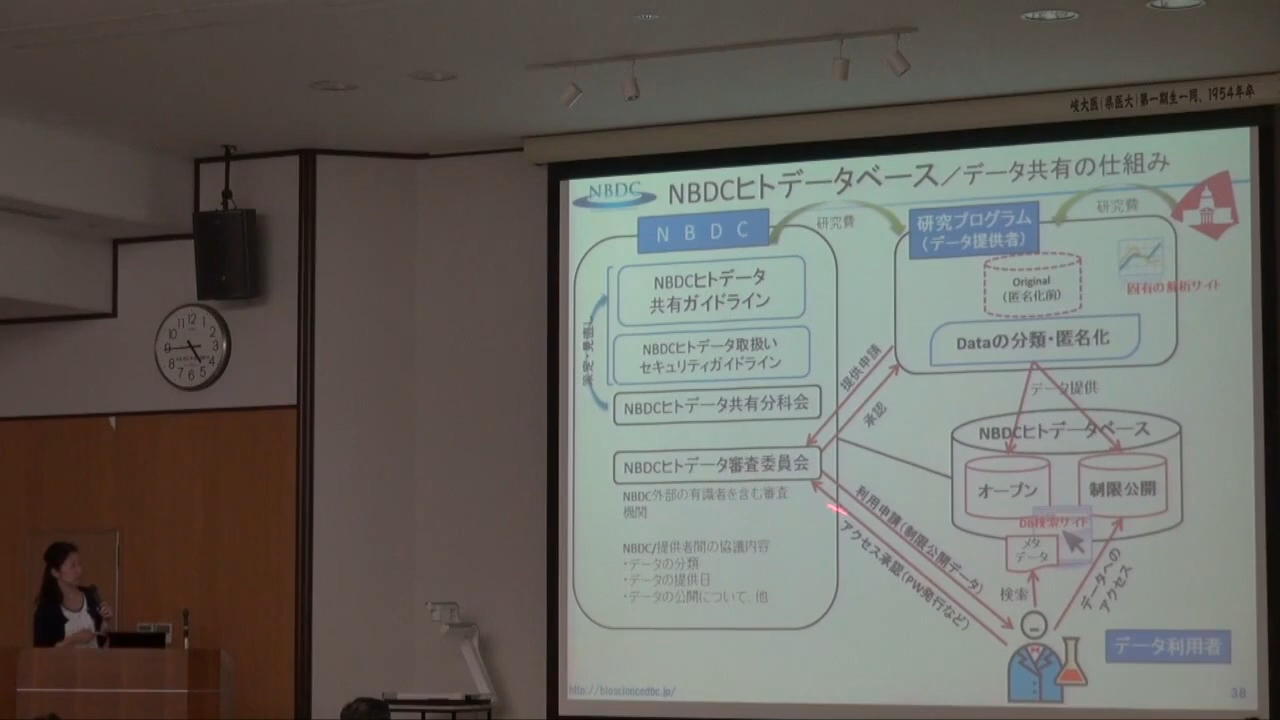 岐大医(県医大)第一期生一同、1954年卒
NBDC
NBDCヒトデータベース／データ共有の仕組み
NBDC
研究費
研究プログラム
(データ提供者)
研究費
NBDCヒトデータ
共有ガイドライン
Original
(匿名化前)
固有の解析サイト
NBDCヒトデータ取扱い
セキュリティガイドライン
Dataの分類・匿名化
NBDCヒトデータ共有分科会
提供申請
承認
データ提供
NBDCヒトデータベース
NBDCヒトデータ審査委員会
オープン
制限公開
NBDC外部の有識者を含む審査
機関
利用申請(制限公開データ)
アクセス承認(PW発行など)
DB検索サイト
メタ
データ
NBDC/提供者間の協議内容
・データの分類
・データの提供日
・データの公開について、他
検索
データへの
アクセス
データ利用者
http://biosciencedbc.jp/
38
12
1
2
3
4
5
6
7
8
9
10
11